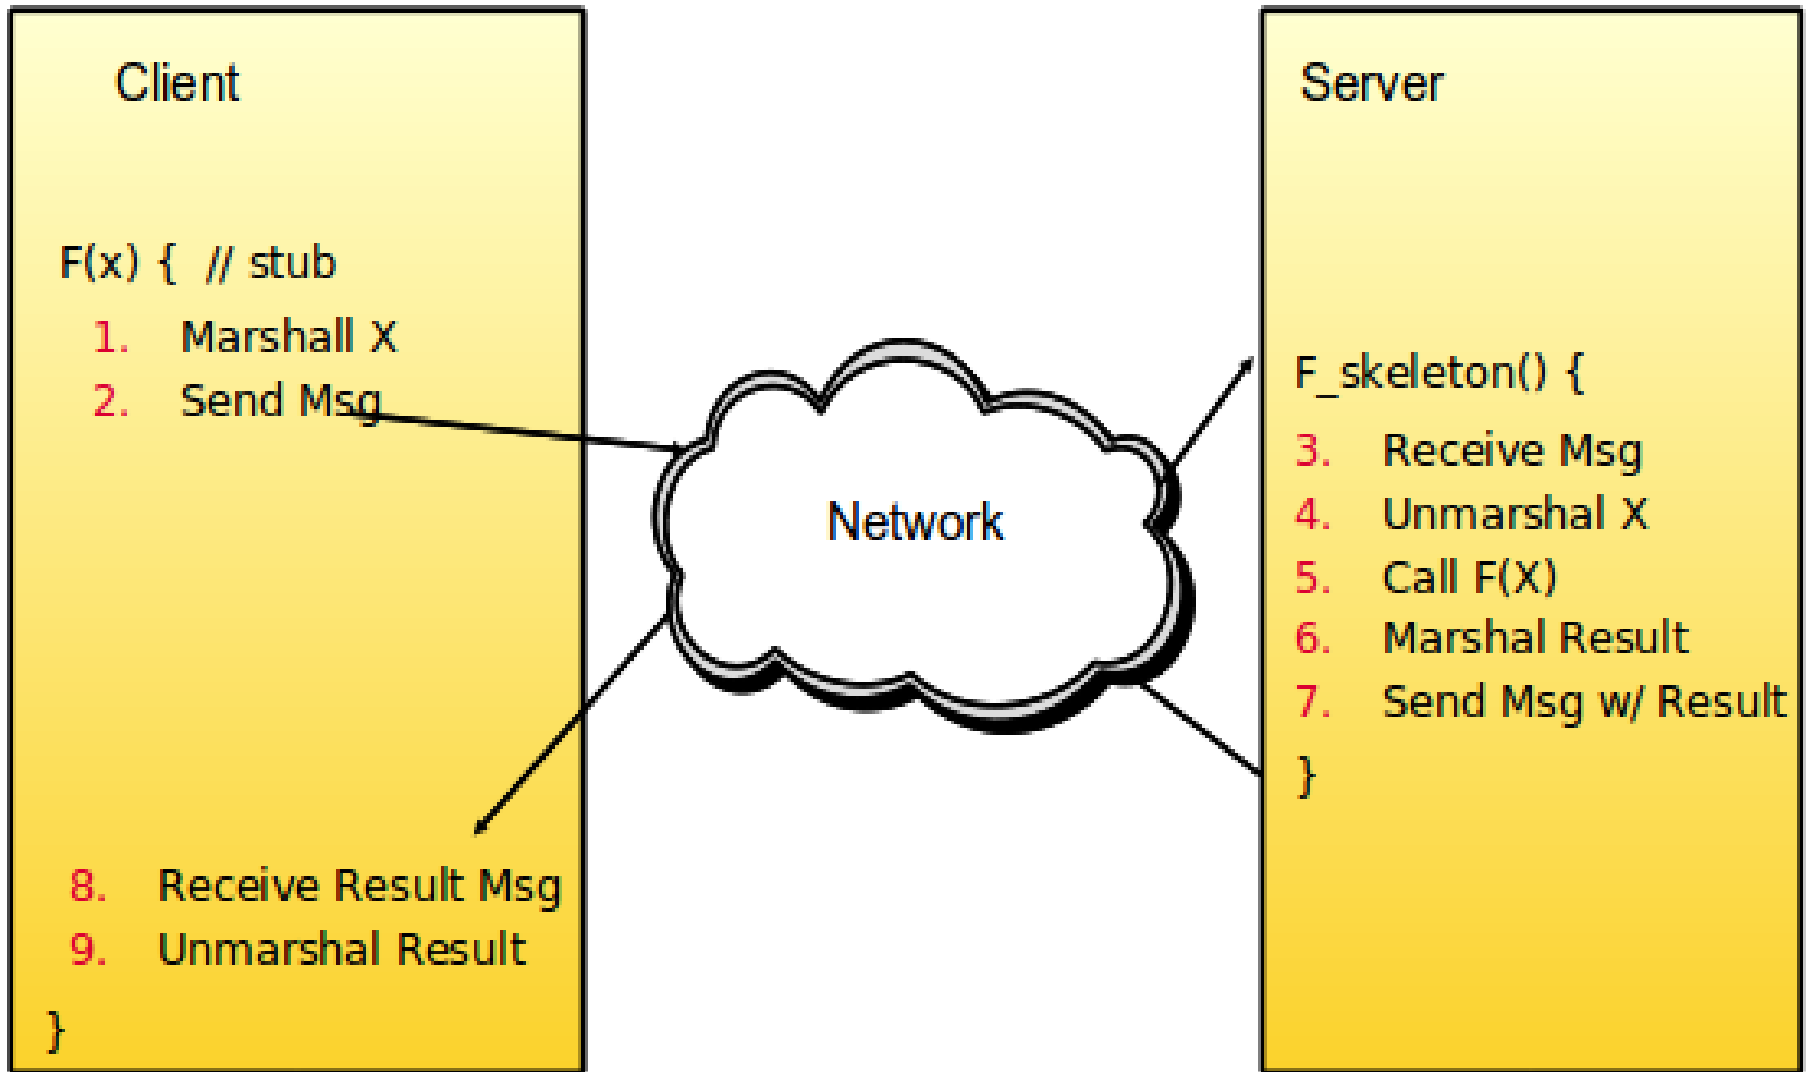 Client
F(x) { // stub
1. Marshall X
2. Send Msg
8. Receive Result Msg
9. Unmarshal Result
}
Network
Server
F_skeleton() {
3. Receive Msg
4. Unmarshal X
5. Call F(X)
6. Marshal Result
7. Send Msg w/ Result
}